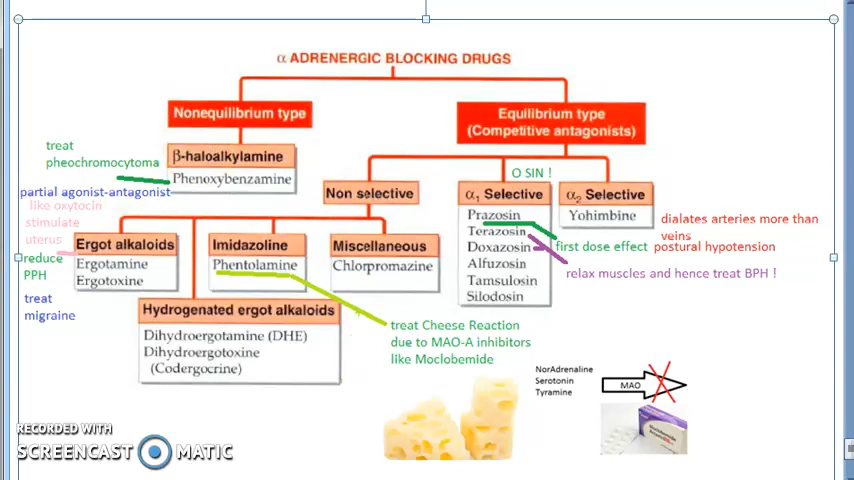 α ADRENERGIC BLOCKING DRUGS
Nonequilibrium type
Equilibrium type
(Competitive antagonists)
treat
pheochromocytoma
β-haloalkylamine
Phenoxybenzamine
partial agonist-antagonist
like oxytocin
stimulate
uterus
reduce
PPH
treat
migraine
Non selective
O SIN !
α1 Selective
Prazosin
Terazosin
Doxazosin
Alfuzosin
Tamsulosin
Silodosin
α2 Selective
Yohimbine
dialates arteries more than
veins
first dose effect
postural hypotension
relax muscles and hence treat BPH !
Ergot alkaloids
Ergotamine
Ergotoxine
Imidazoline
Phentolamine
Miscellaneous
Chlorpromazine
Hydrogenated ergot alkaloids
Dihydroergotamine (DHE)
Dihydroergotoxine
(Codergocrine)
treat Cheese Reaction
due to MAO-A inhibitors
like Moclobemide
NorAdrenaline
Serotonin
Tyramine
MAO
RECORDED WITH
SCREENCAST MATIC